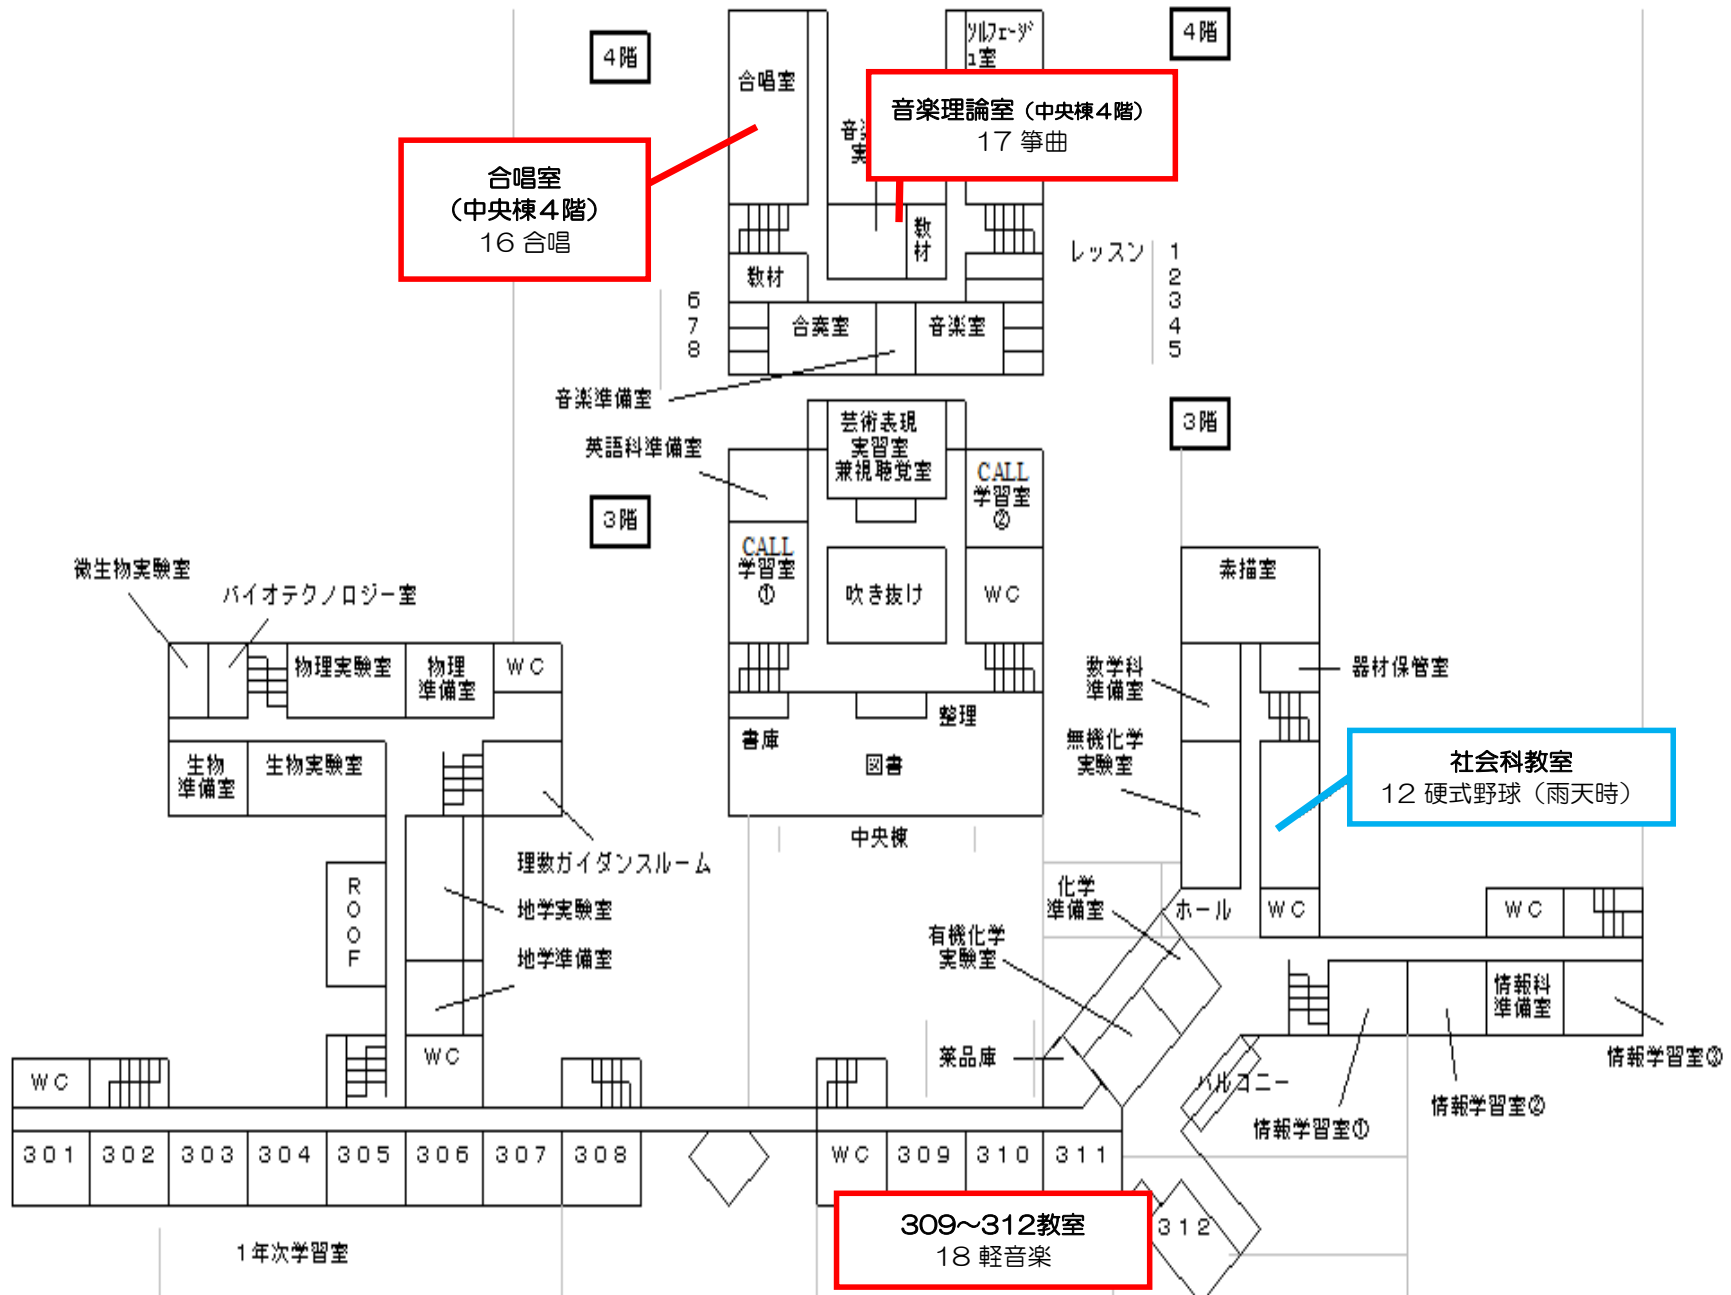 4階
4階
合唱室
ソルフェージ
ュ室
音楽理論室（中央棟4階）
17 箏曲
音
実
合唱室
（中央棟4階）
16 合唱
教
材
教材
レッスン
1
2
3
4
5
6
7
8
合奏室
音楽室
音楽準備室
3階
芸術表現
実習室
兼視聴覚室
英語科準備室
CALL
学習室
②
3階
CALL
学習室
①
吹き抜け
WC
微生物実験室
バイオテクノロジー室
素描室
物理実験室
物理
準備室
WC
数学科
準備室
器材保管室
書庫
整理
図書
無機化学
実験室
社会科教室
12 硬式野球（雨天時）
生物
準備室
生物実験室
中央棟
理数ガイダンスルーム
ROOF
地学実験室
地学準備室
化学
準備室
ホール
WC
WC
有機化学
実験室
情報科
準備室
薬品庫
WC
WC
バルコニー
情報学習室③
情報学習室②
情報学習室①
301
302
303
304
305
306
307
308
WC
309
310
311
309～312教室
18 軽音楽
312
1年次学習室